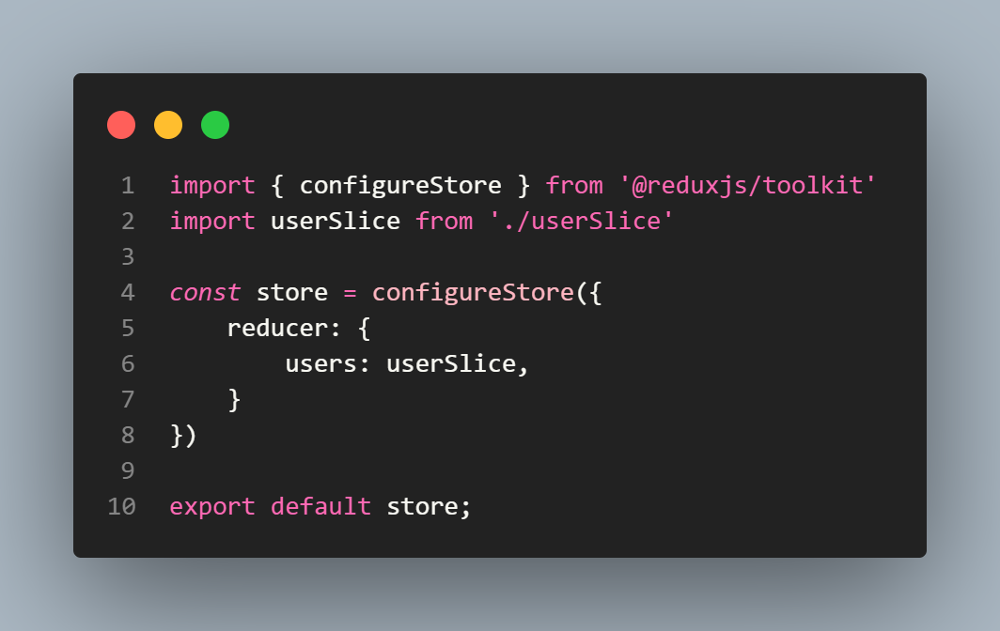 1 import { configureStore } from '@reduxjs/toolkit'
2 import userSlice from './userSlice'
3
4 const store = configureStore({
5     reducer: {
6         users: userSlice,
7     }
8 })
9
10 export default store;